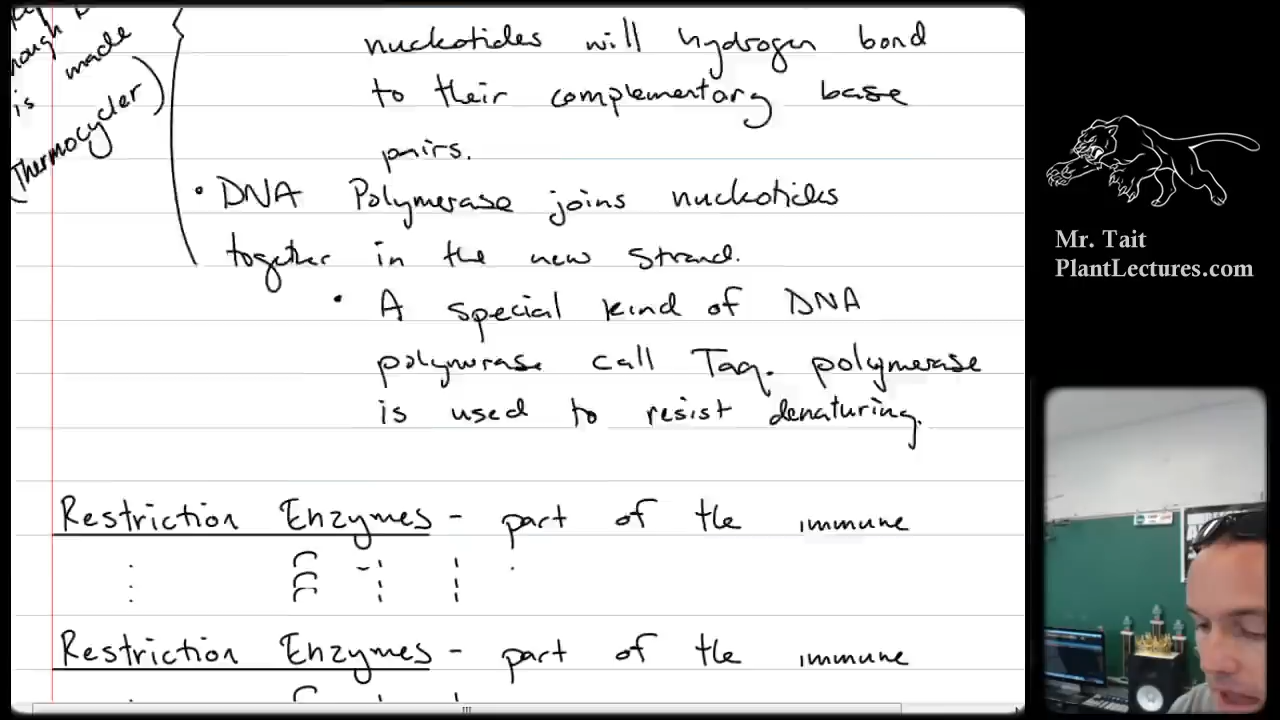 is made
(Thermocycler)
nucleotides will hydrogen bond
to their complementary base
pairs.
• DNA Polymerase joins nucleotides
together in the new strand.
• A special kind of DNA
polymerase call Taq. polymerase
is used to resist denaturing.
Restriction Enzymes - part of the immune
Restriction Enzymes - part of the immune
Mr. Tait
PlantLectures.com